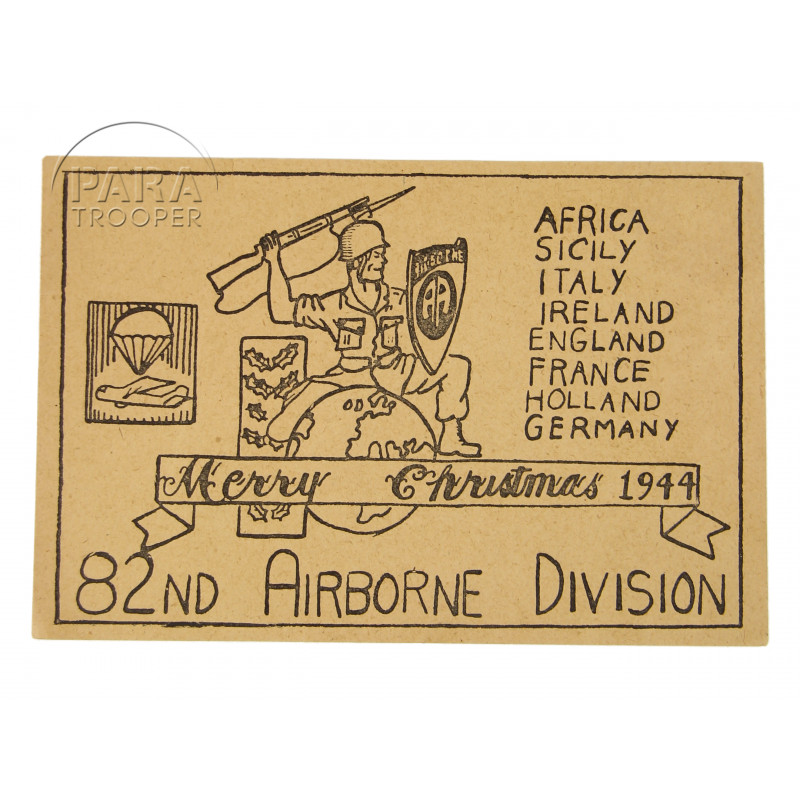 PARA
TROOPER
AFRICA
SICILY
ITALY
IRELAND
ENGLAND
FRANCE
HOLLAND
GERMANY
AIRBORNE
AA
Merry Christmas 1944
82ND AIRBORNE DIVISION